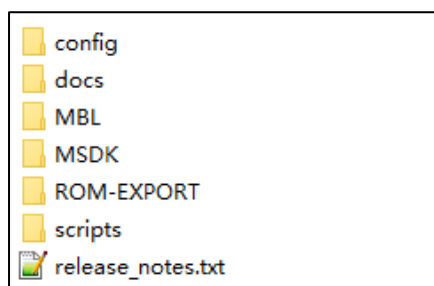 config
docs
MBL
MSDK
ROM-EXPORT
scripts
release_notes.txt